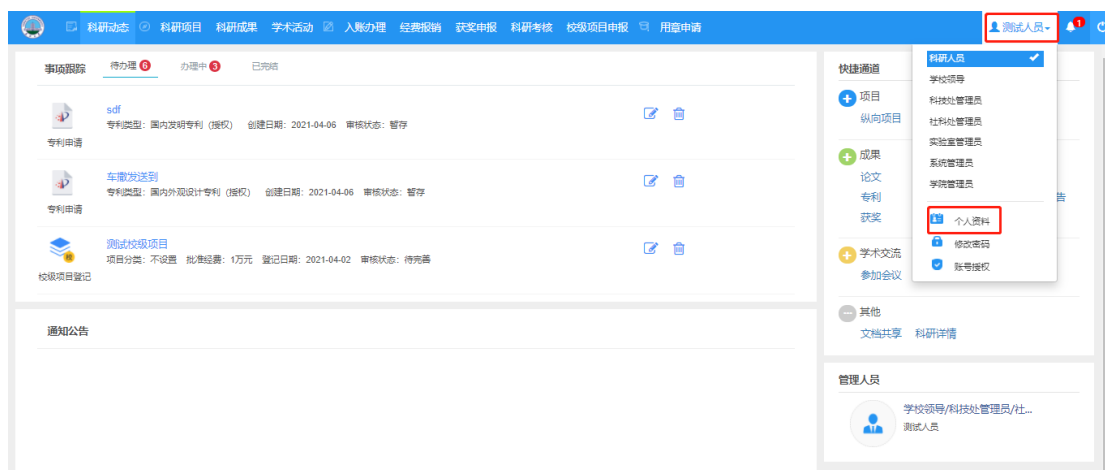 科研动态 科研项目 科研成果 学术活动 入账办理 经费报销 获奖申报 科研考核 校级项目申报 用章申请 测试人员 1
事项跟踪 待办理 6 办理中 3 已完结
sdf
专利类型：国内发明专利（授权） 创建日期：2021-04-06 审核状态：暂存
专利申请
车撒发送到
专利类型：国内外观设计专利（授权） 创建日期：2021-04-06 审核状态：暂存
专利申请
测试校级项目
项目分类：不设置 批准经费：1万元 登记日期：2021-04-02 审核状态：待完善
校级项目登记
通知公告
快捷通道
项目
纵向项目
成果
论文
专利
告
获奖
学术交流
参加会议
其他
文档共享 科研详情
科研人员
学校领导
科技处管理员
社科处管理员
实验室管理员
系统管理员
学院管理员
个人资料
修改密码
账号授权
管理人员
学校领导/科技处管理员/社...
测试人员